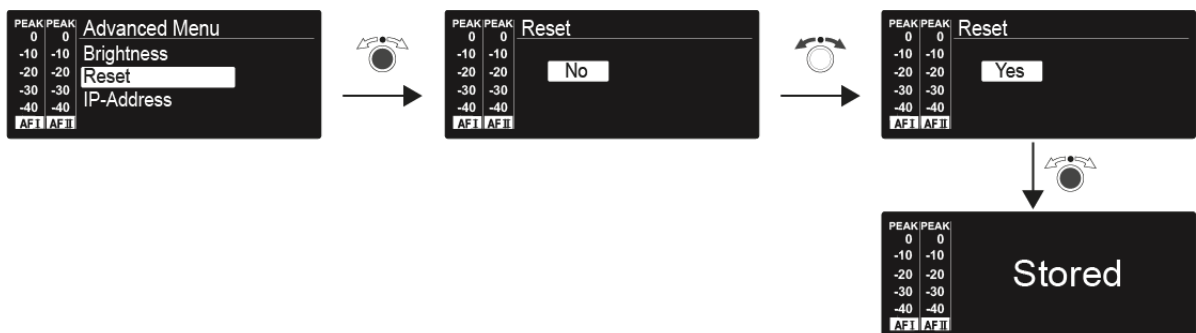 PEAK PEAK Advanced Menu
0 0
-10 -10 Brightness
-20 -20 Reset
-30 -30 IP-Address
-40 -40
AF I AF II
PEAK PEAK Reset
0 0
-10 -10
-20 -20 No
-30 -30
-40 -40
AF I AF II
PEAK PEAK Reset
0 0
-10 -10
-20 -20 Yes
-30 -30
-40 -40
AF I AF II
PEAK PEAK
0 0
-10 -10
-20 -20 Stored
-30 -30
-40 -40
AF I AF II